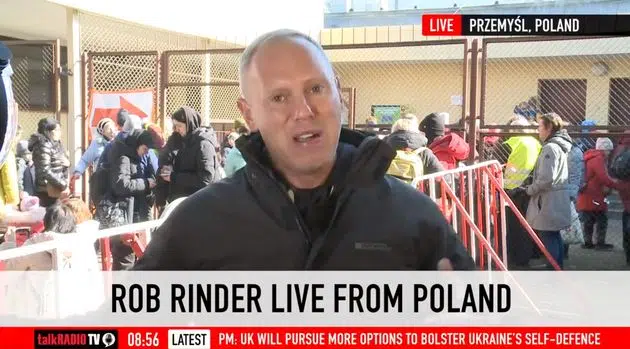 LIVE PRZEMYŚL, POLAND
ROB RINDER LIVE FROM POLAND
talkRADIO TV 08:56 LATEST PM: UK WILL PURSUE MORE OPTIONS TO BOLSTER UKRAINE'S SELF-DEFENCE